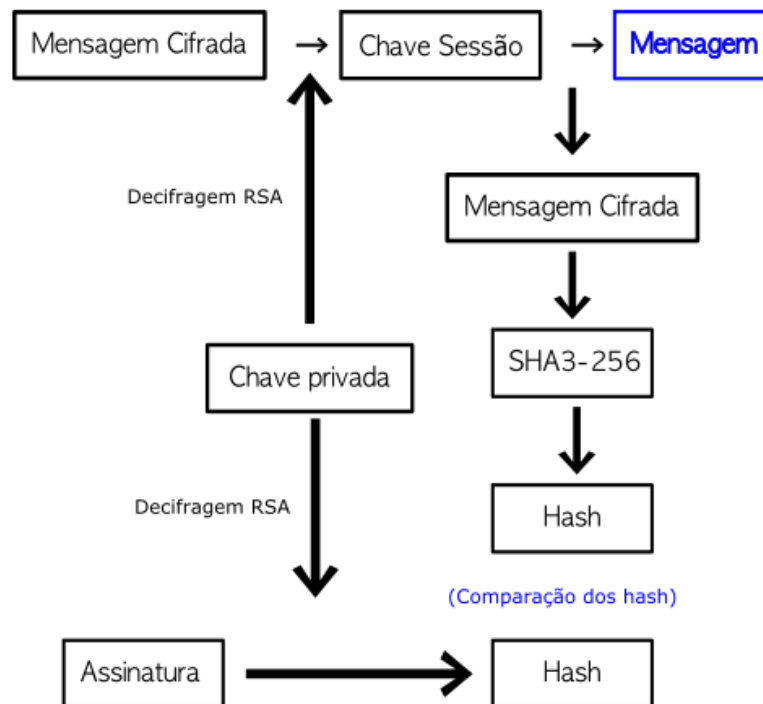 Mensagem Cifrada → Chave Sessão → Mensagem
Decifragem RSA
Mensagem Cifrada
Chave privada
SHA3-256
Decifragem RSA
Hash
(Comparação dos hash)
Assinatura
Hash